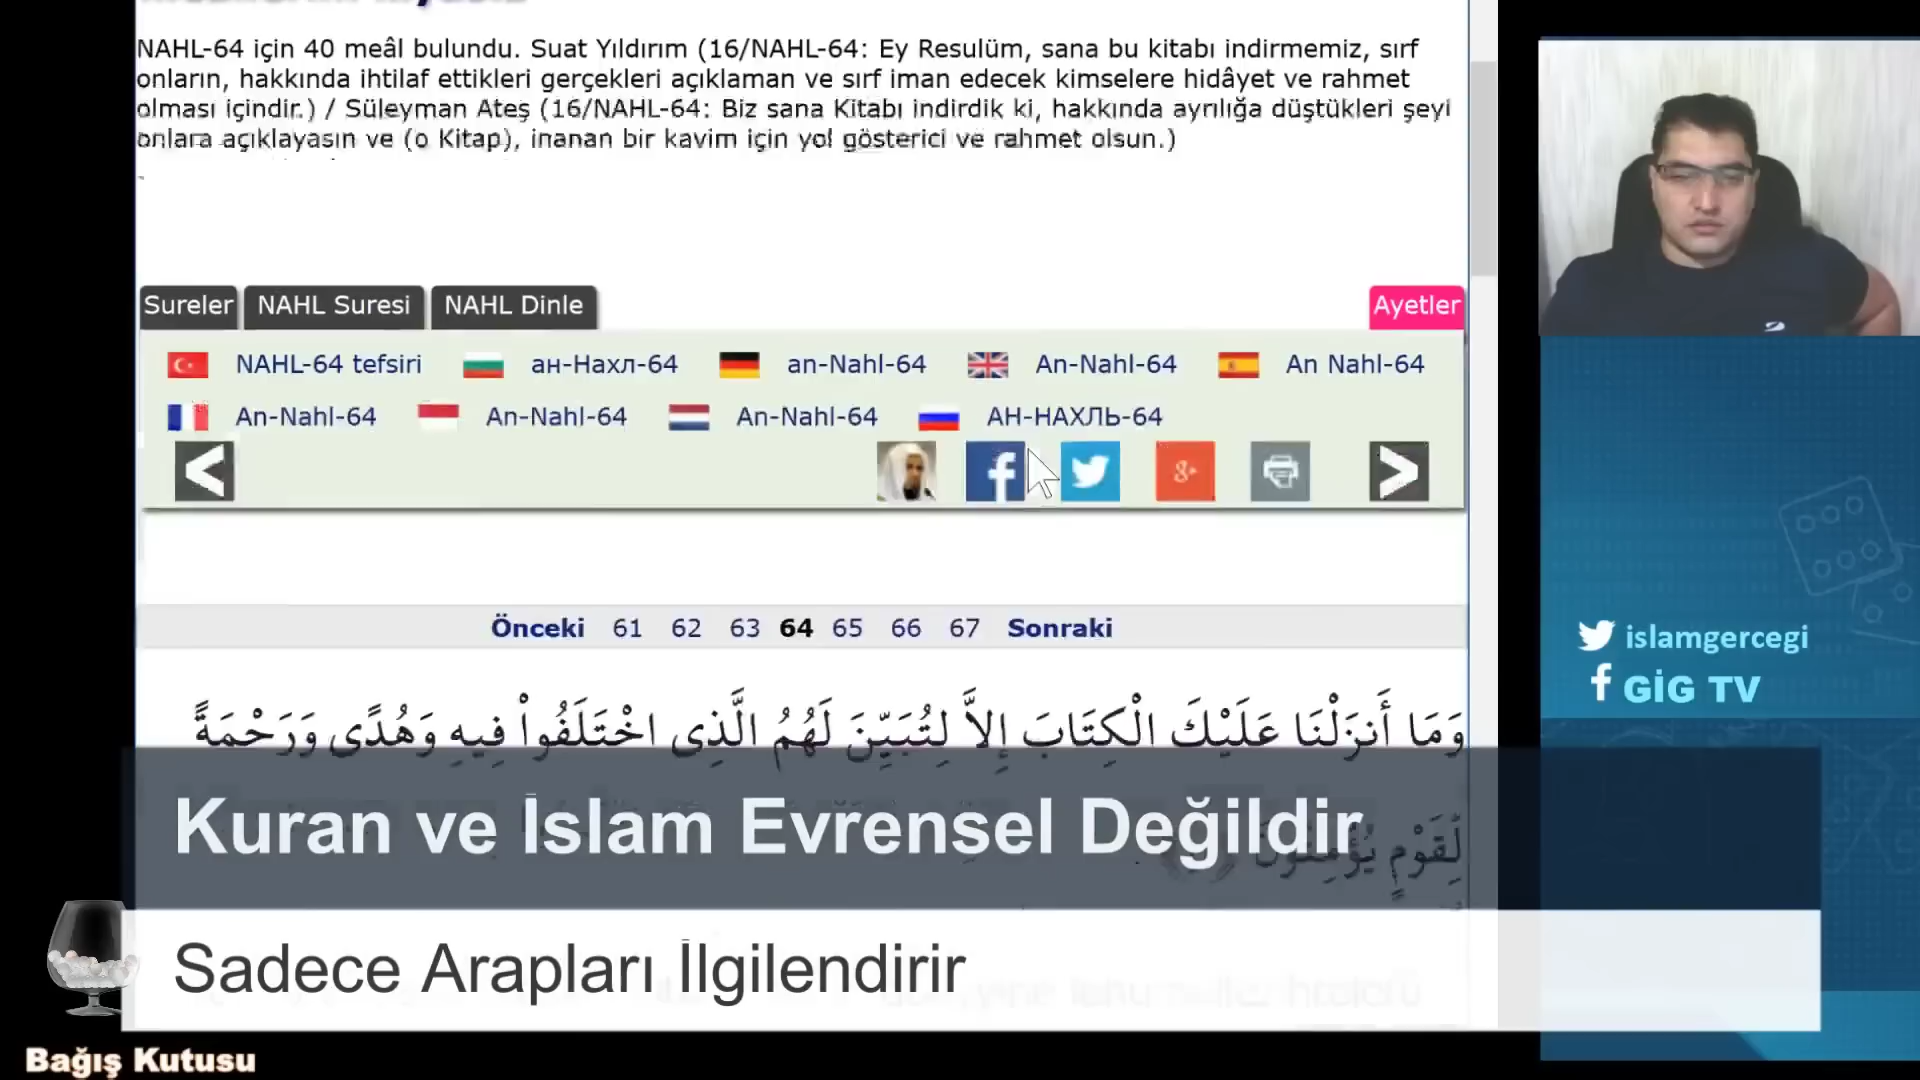 NAHL-64 için 40 meâl bulundu. Suat Yıldırım (16/NAHL-64: Ey Resulüm, sana bu kitabı indirmemiz, sırf
onların, hakkında ihtilaf ettikleri gerçekleri açıklaman ve sırf iman edecek kimselere hidâyet ve rahmet
olması içindir.) / Süleyman Ateş (16/NAHL-64: Biz sana Kitabı indirdik ki, hakkında ayrılığa düştükleri şeyi
onlara açıklayasın ve (o Kitap), inanan bir kavim için yol gösterici ve rahmet olsun.)
Sureler NAHL Suresi NAHL Dinle Ayetler
NAHL-64 tefsiri ан-Нахл-64 an-Nahl-64 An-Nahl-64 An Nahl-64
An-Nahl-64 An-Nahl-64 An-Nahl-64 АН-НАХЛЬ-64
< f g+ >
Önceki 61 62 63 64 65 66 67 Sonraki
وَمَا أَنزَلْنَا عَلَيْكَ الْكِتَابَ إِلاَّ لِتُبَيِّنَ لَهُمُ الَّذِي اخْتَلَفُواْ فِيهِ وَهُدًى وَرَحْمَةً
لِّقَوْمٍ يُؤْمِنُونَ
Kuran ve İslam Evrensel Değildir
Sadece Arapları İlgilendirir
Bağış Kutusu
islamgercegi
f GİG TV